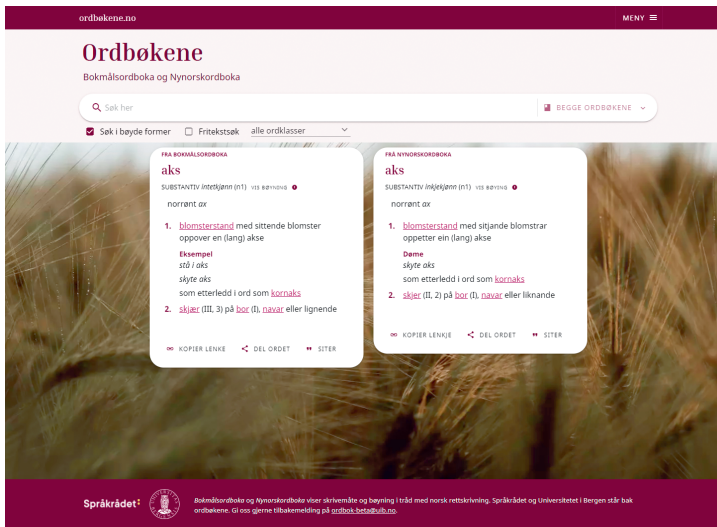 ordbøkene.no
MENY
Ordbøkene
Bokmålsordboka og Nynorskordboka
Søk her
BEGGE ORDBØKENE
Søk i bøyde former
Fritekstsøk
alle ordklasser
FRA BOKMÅLSORDBOKA
aks
SUBSTANTIV intetkjønn (n1) VIS BØYNING
norrønt ax
1. blomsterstand med sittende blomster
oppover en (lang) akse
Eksempel
stå i aks
skyte aks
som etterledd i ord som kornaks
2. skjær (III, 3) på bor (I), navar eller lignende
KOPIER LENKE DEL ORDET SITER
FRÅ NYNORSKORDBOKA
aks
SUBSTANTIV inkjekjønn (n1) VIS BØYING
norrønt ax
1. blomsterstand med sitjande blomstrar
oppetter ein (lang) akse
Døme
skyte aks
som etterledd i ord som kornaks
2. skjer (II, 2) på bor (I), navar eller liknande
KOPIER LENKJE DEL ORDET SITER
Språkrådet
Bokmålsordboka og Nynorskordboka viser skrivemåte og bøyning i tråd med norsk rettskrivning. Språkrådet og Universitetet i Bergen står bak
ordbøkene. Gi oss gjerne tilbakemelding på ordbok-beta@uib.no.